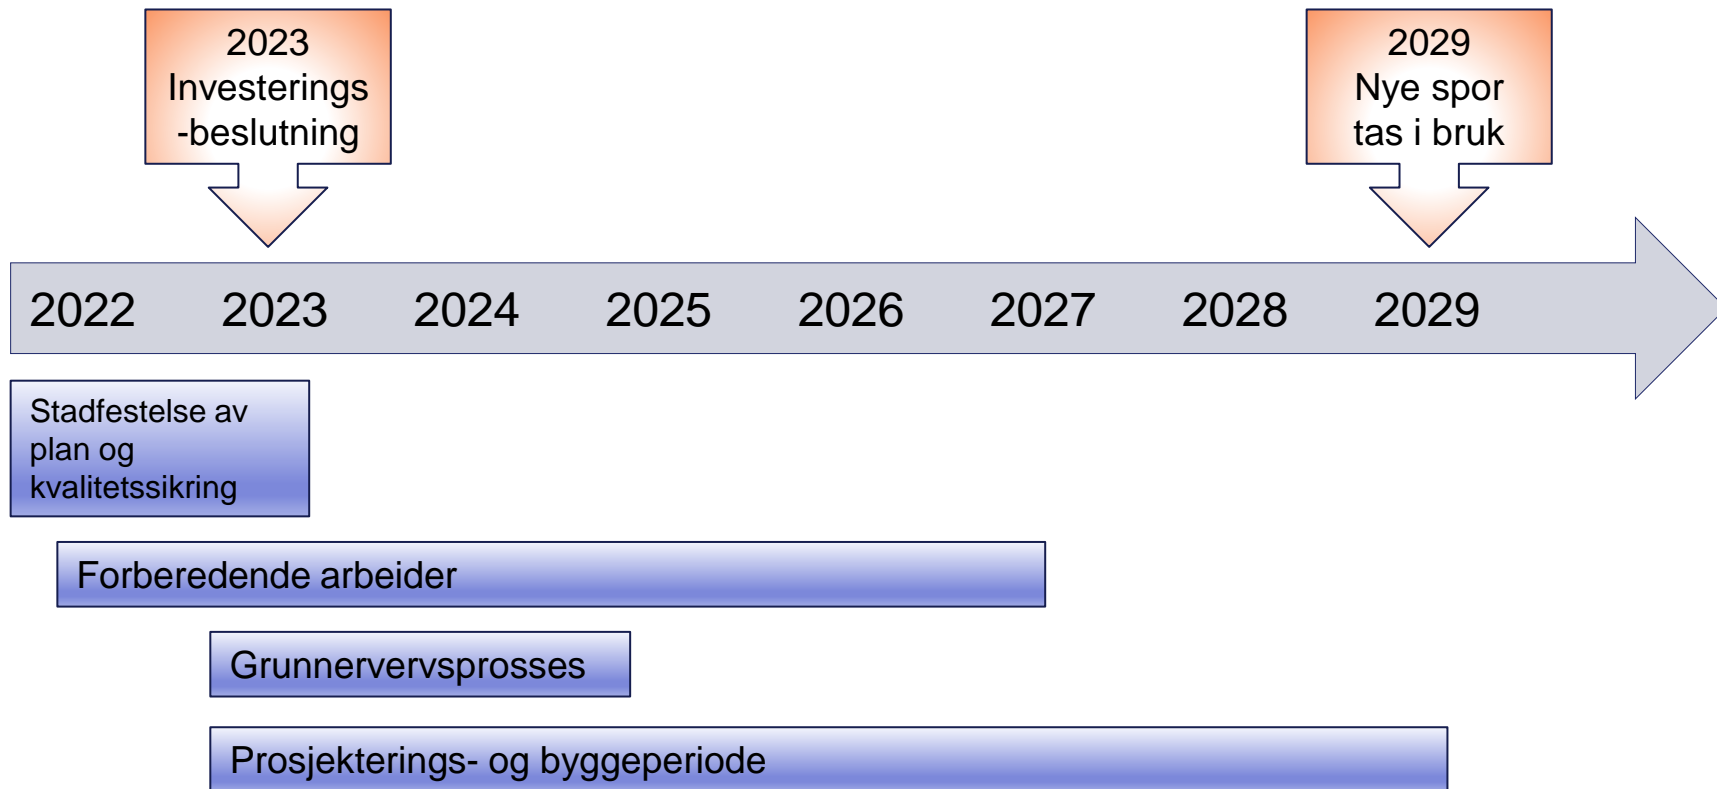 2023
Investerings
-beslutning
2029
Nye spor
tas i bruk
2022 2023 2024 2025 2026 2027 2028 2029
Stadfestelse av
plan og
kvalitetssikring
Forberedende arbeider
Grunnervervsprosses
Prosjekterings- og byggeperiode